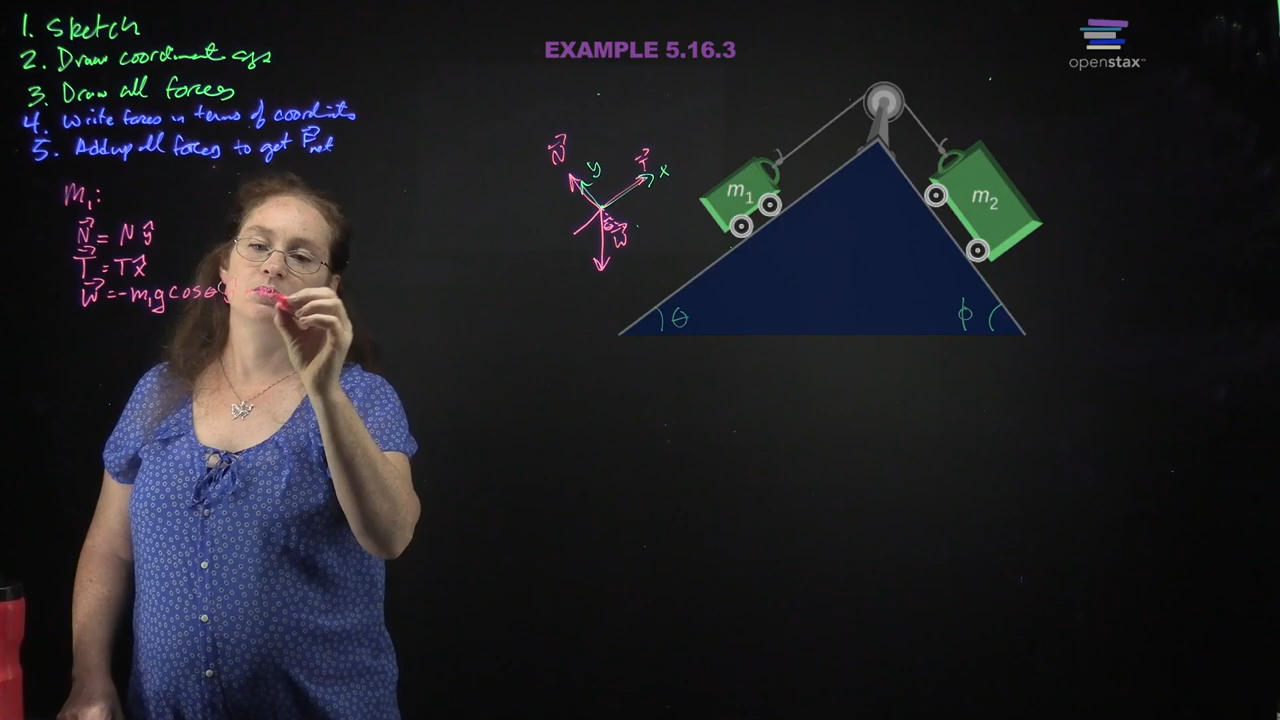 1. Sketch
2. Draw coordinate sys
3. Draw all forces
4. Write forces in terms of coordinates
5. Add up all forces to get F⃗net
EXAMPLE 5.16.3
openstax™
m₁:
N⃗ = N ŷ
T⃗ = T x̂
W⃗ = -m₁g cosθ
N⃗
y
T⃗
x
θ
W⃗
m₁
m₂
θ
φ